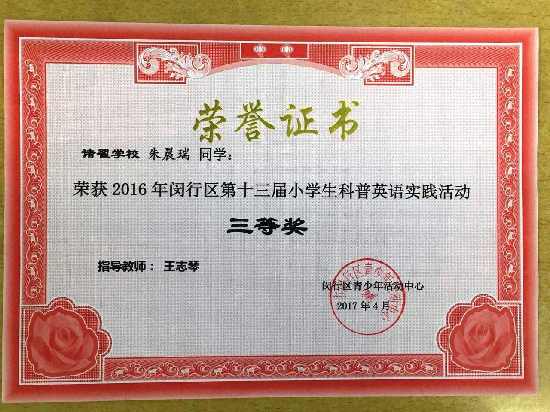 荣誉证书
诸翟学校 朱晨瑞 同学：
荣获 2016 年闵行区第十三届小学生科普英语实践活动
三等奖
指导教师： 王志琴
闵行区青少年活动中心
2017 年 4 月